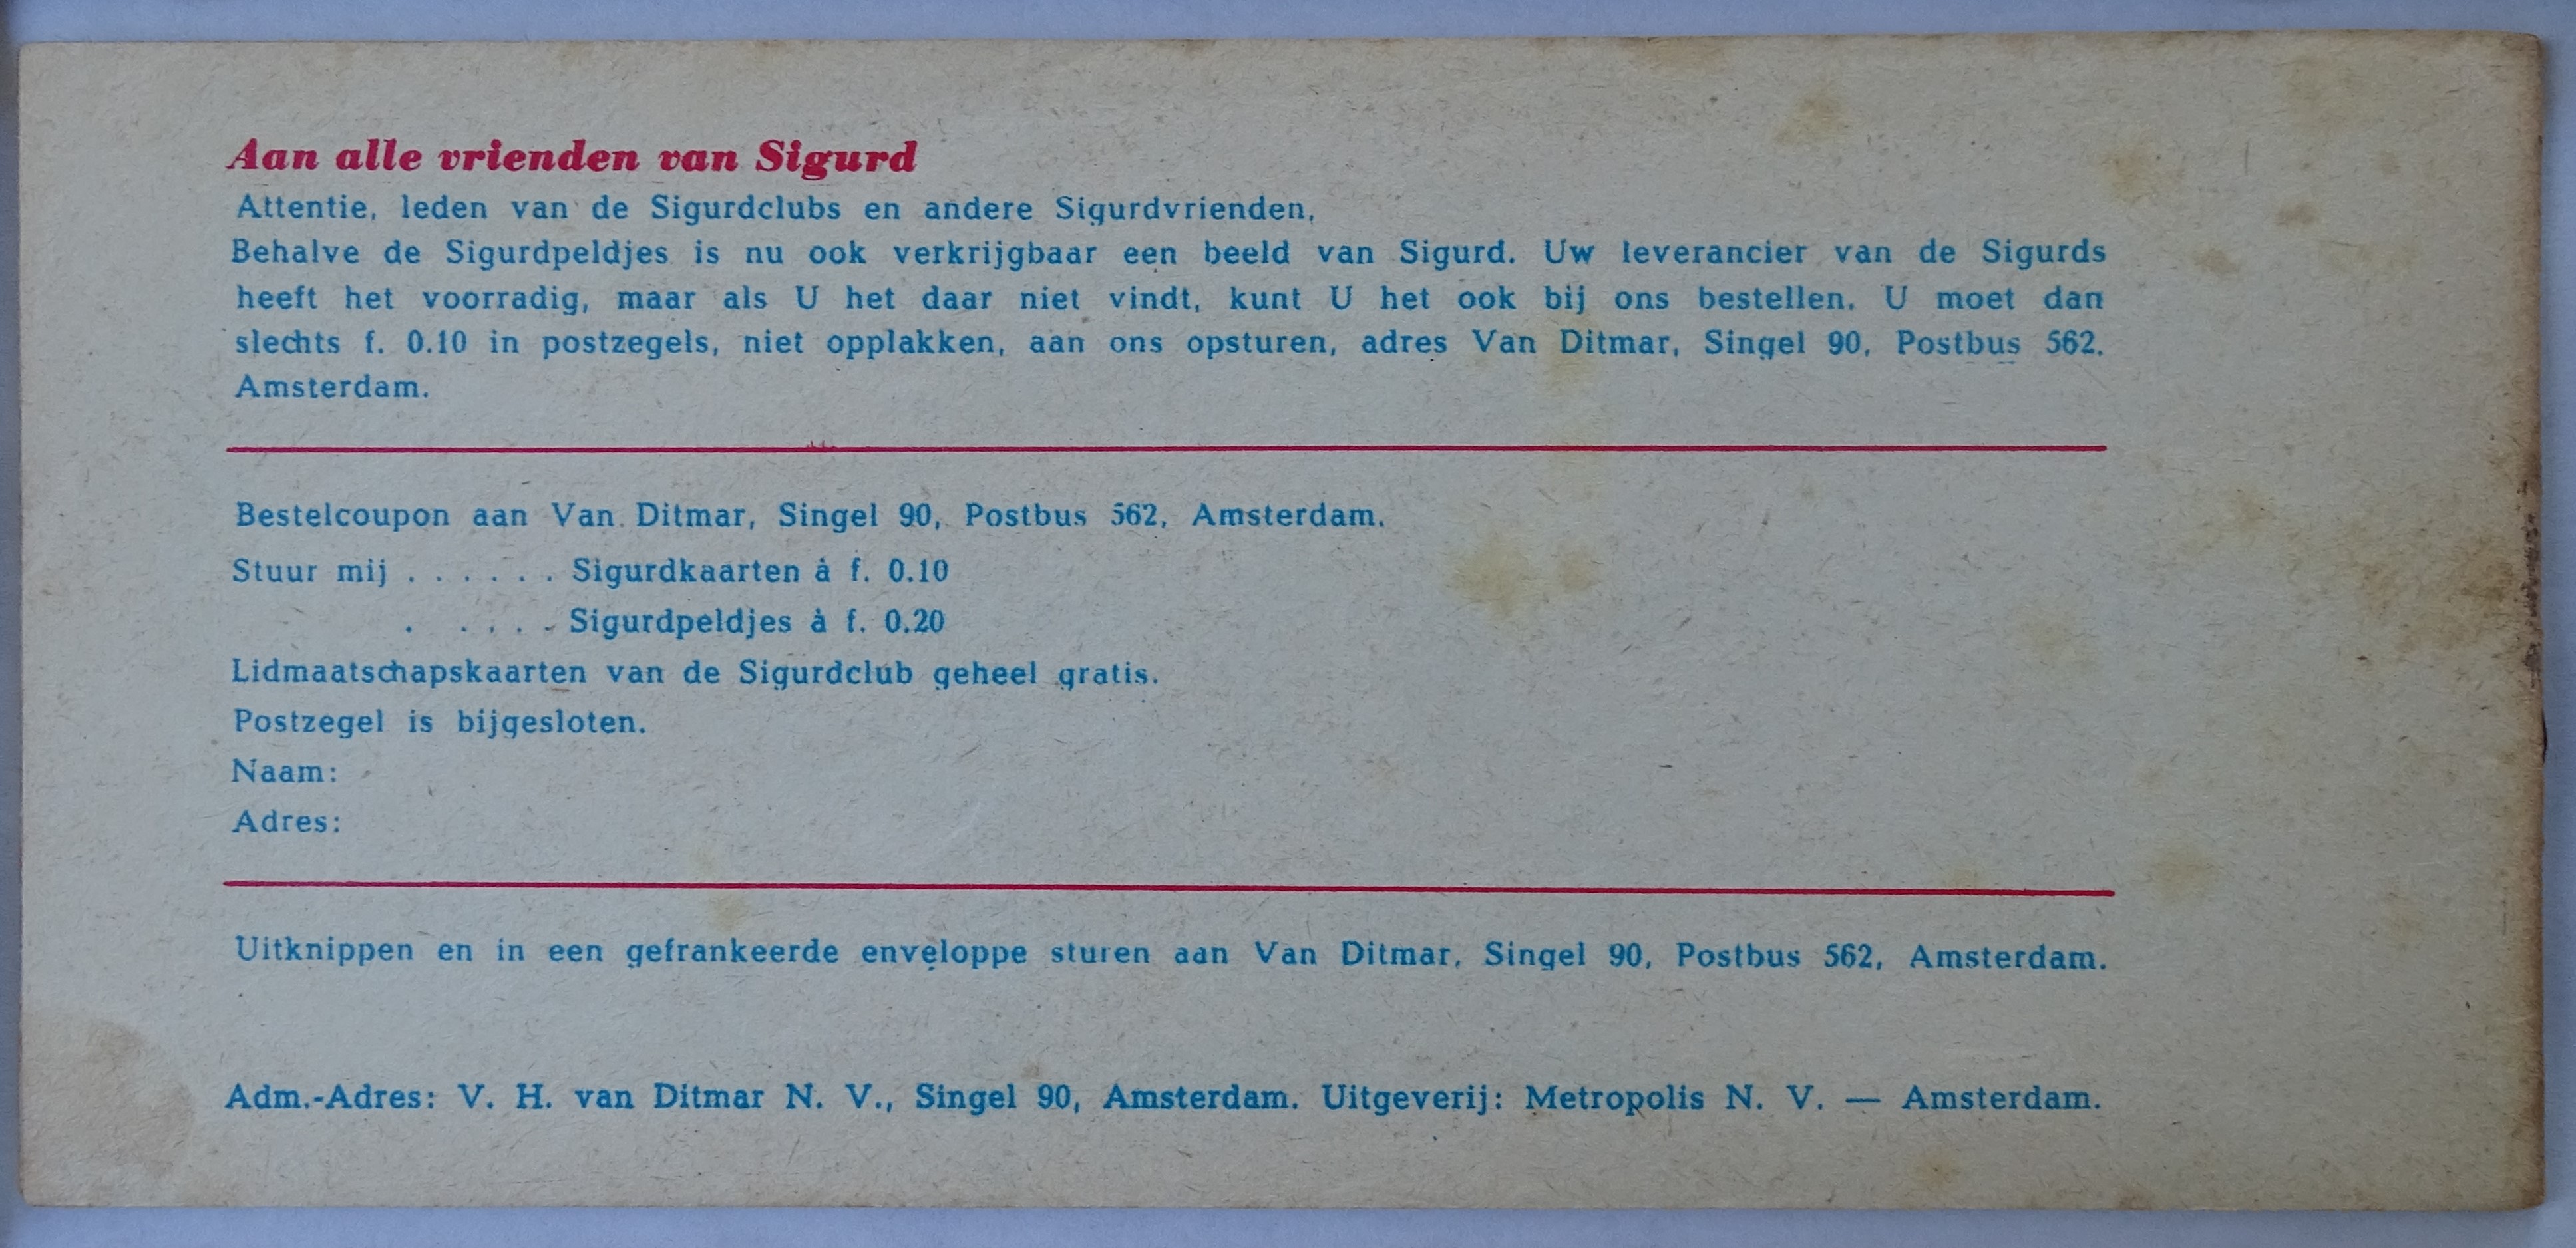 Aan alle vrienden van Sigurd
Attentie, leden van de Sigurdclubs en andere Sigurdvrienden,
Behalve de Sigurdpeldjes is nu ook verkrijgbaar een beeld van Sigurd. Uw leverancier van de Sigurds
heeft het voorradig, maar als U het daar niet vindt, kunt U het ook bij ons bestellen. U moet dan
slechts f. 0.10 in postzegels, niet opplakken, aan ons opsturen, adres Van Ditmar, Singel 90, Postbus 562.
Amsterdam.
Bestelcoupon aan Van Ditmar, Singel 90, Postbus 562, Amsterdam.
Stuur mij . . . . . . Sigurdkaarten à f. 0.10
. . . . . . Sigurdpeldjes à f. 0.20
Lidmaatschapskaarten van de Sigurdclub geheel gratis.
Postzegel is bijgesloten.
Naam:
Adres:
Uitknippen en in een gefrankeerde enveloppe sturen aan Van Ditmar, Singel 90, Postbus 562, Amsterdam.
Adm.-Adres: V. H. van Ditmar N. V., Singel 90, Amsterdam. Uitgeverij: Metropolis N. V. — Amsterdam.